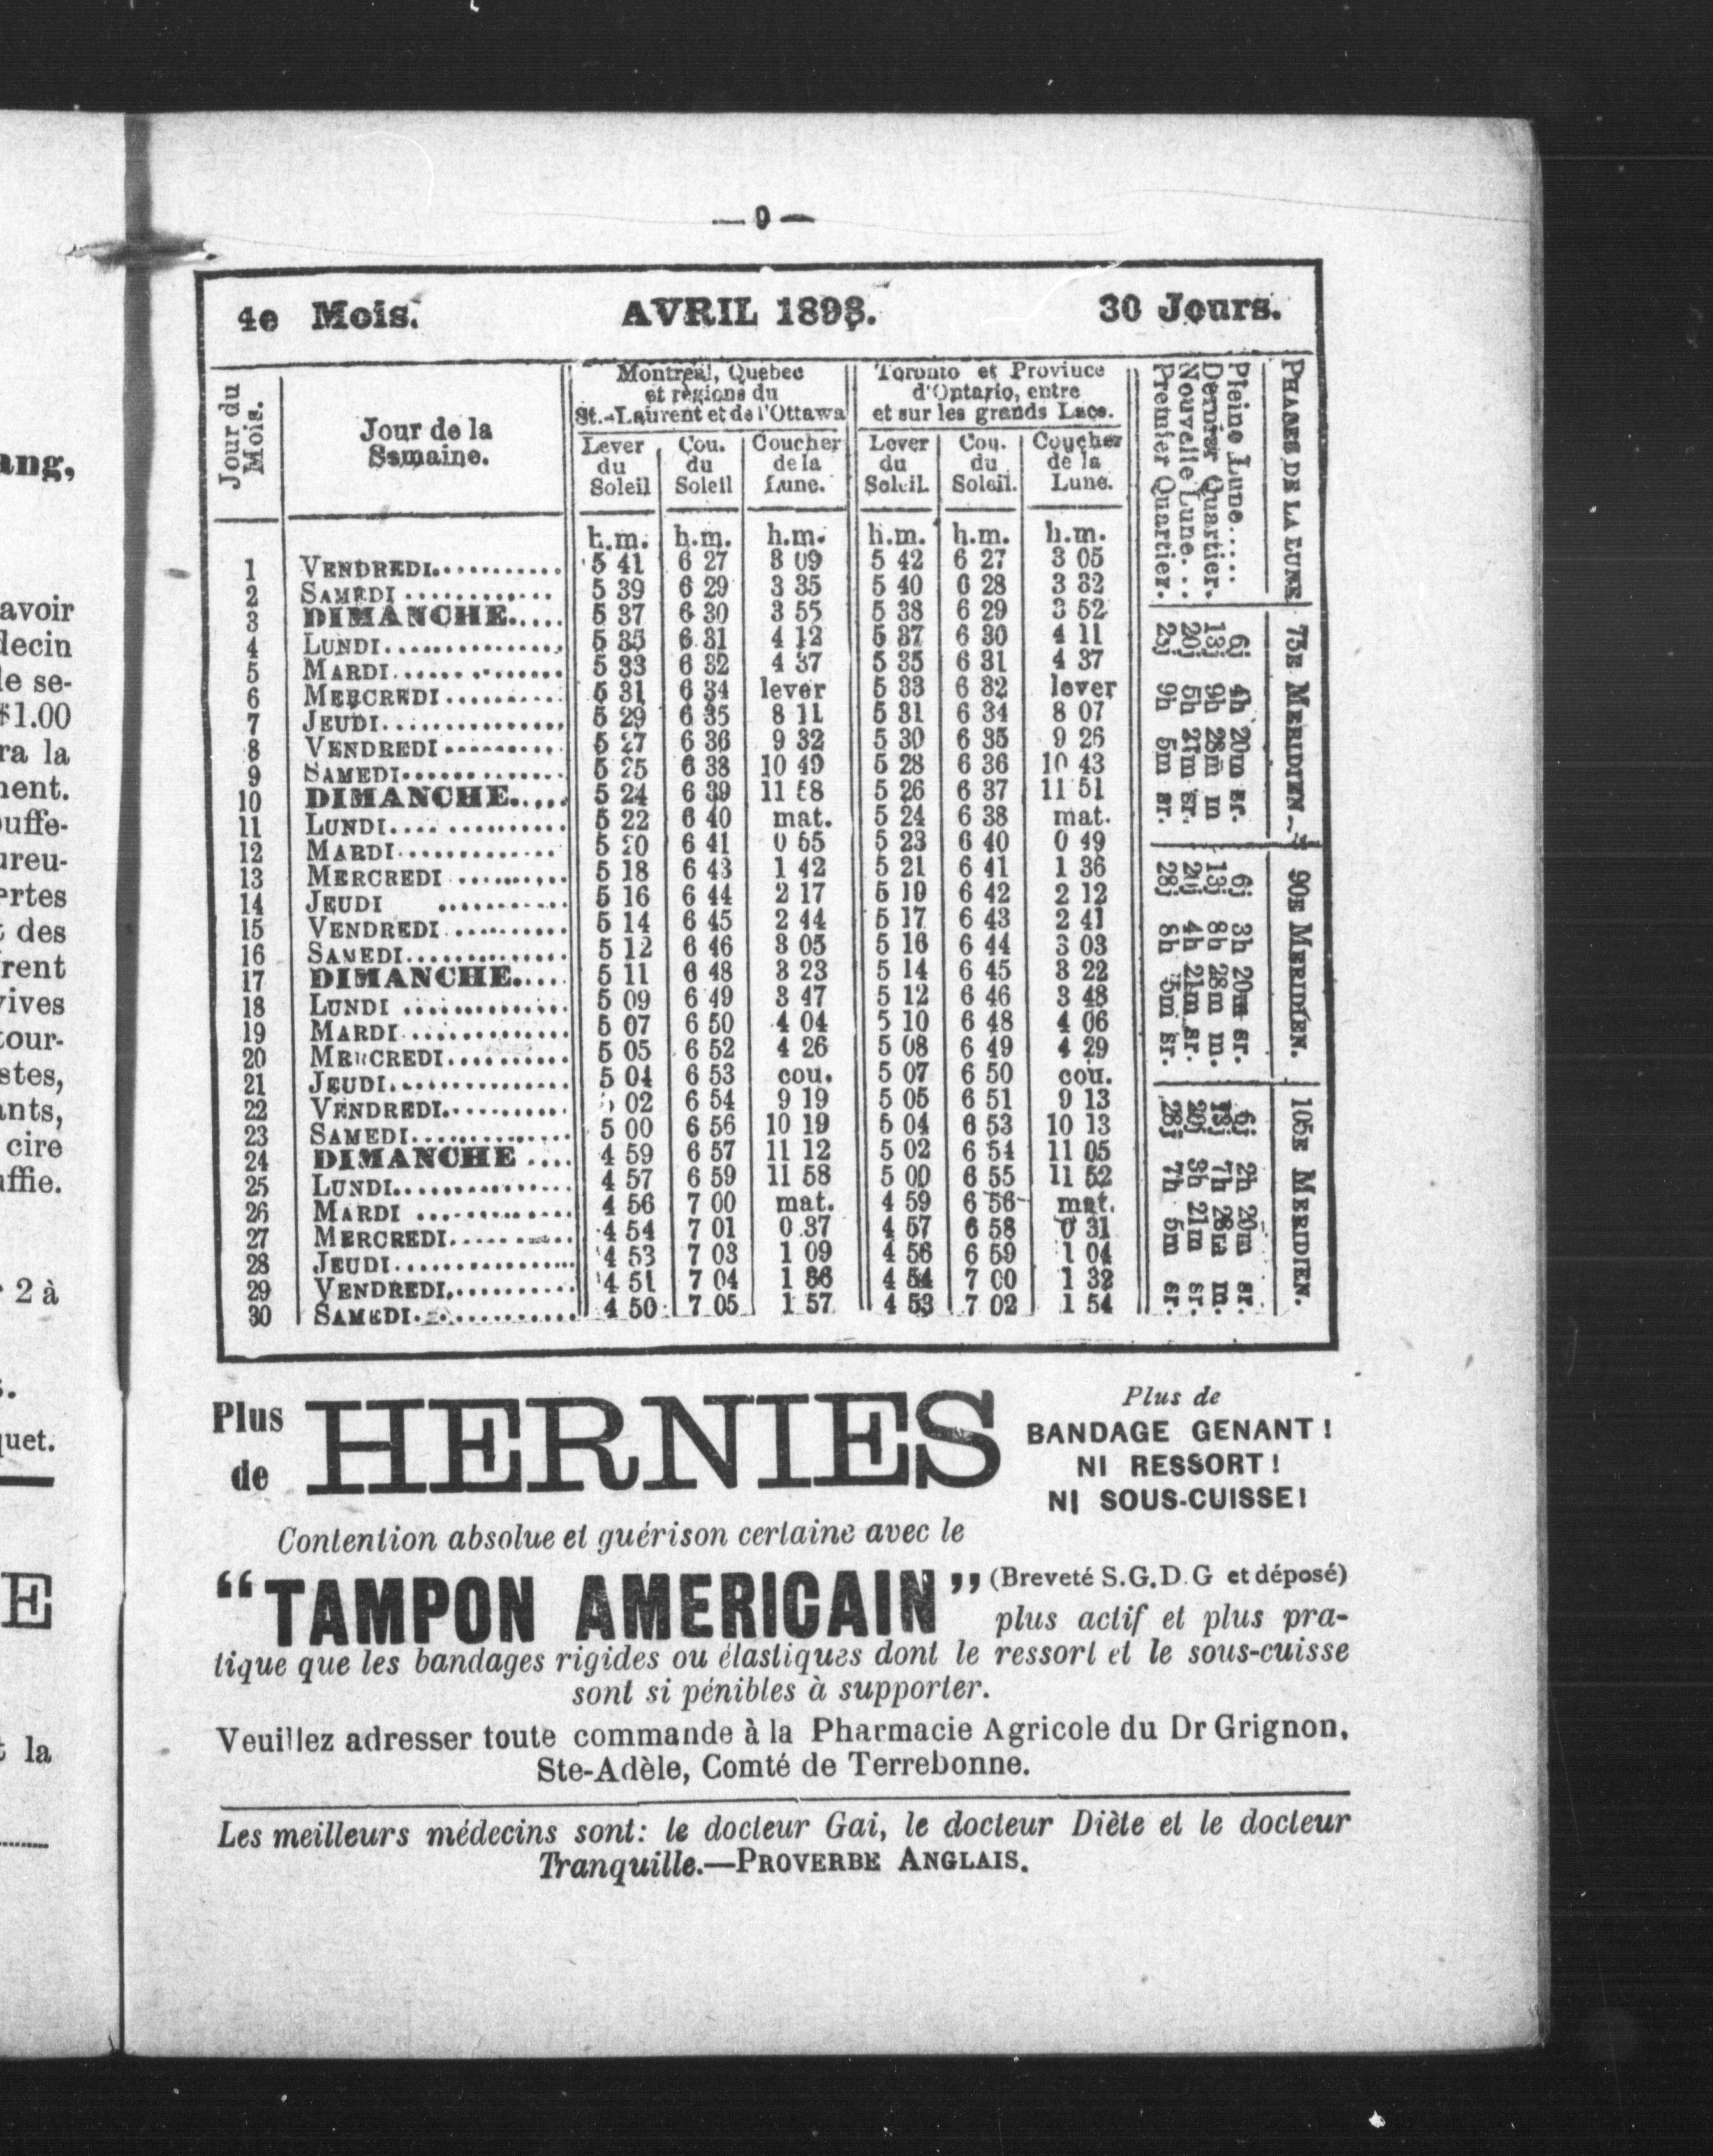 — 9 —
4e Mois. AVRIL 1898. 30 Jours.
Jour du Mois.
Jour de la Semaine.
Montreal, Quebec et règions du St.-Laurent et de l'Ottawa
Toronto et Province d'Ontario, entre et sur les grands Lacs.
Lever du Soleil Cou. du Soleil Coucher de la Lune. Lever du Soleil. Cou. du Soleil. Coucher de la Lune.
h.m. h.m. h.m. h.m. h.m. h.m.
1 VENDREDI........... 5 41 6 27 3 09 5 42 6 27 3 05
2 SAMEDI ............. 5 39 6 29 3 35 5 40 6 28 3 32
3 DIMANCHE..... 5 37 6 30 3 55 5 38 6 29 3 52
4 LUNDI............... 5 35 6 31 4 12 5 37 6 30 4 11
5 MARDI............... 5 33 6 32 4 37 5 35 6 31 4 37
6 MERCREDI.......... 5 31 6 34 lever 5 33 6 32 lever
7 JEUDI................ 5 29 6 35 8 11 5 31 6 34 8 07
8 VENDREDI .......... 5 27 6 36 9 32 5 30 6 35 9 26
9 SAMEDI.............. 5 25 6 38 10 49 5 28 6 36 10 43
10 DIMANCHE..... 5 24 6 39 11 58 5 26 6 37 11 51
11 LUNDI............... 5 22 6 40 mat. 5 24 6 38 mat.
12 MARDI.............. 5 20 6 41 0 55 5 23 6 40 0 49
13 MERCREDI .......... 5 18 6 43 1 42 5 21 6 41 1 36
14 JEUDI ............ 5 16 6 44 2 17 5 19 6 42 2 12
15 VENDREDI .......... 5 14 6 45 2 44 5 17 6 43 2 41
16 SAMEDI.............. 5 12 6 46 3 05 5 16 6 44 3 03
17 DIMANCHE..... 5 11 6 48 3 23 5 14 6 45 3 22
18 LUNDI .............. 5 09 6 49 3 47 5 12 6 46 3 48
19 MARDI.............. 5 07 6 50 4 04 5 10 6 48 4 06
20 MERCREDI.......... 5 05 6 52 4 26 5 08 6 49 4 29
21 JEUDI............... 5 04 6 53 cou. 5 07 6 50 cou.
22 VENDREDI........... 5 02 6 54 9 19 5 05 6 51 9 13
23 SAMEDI.............. 5 00 6 56 10 19 5 04 6 53 10 13
24 DIMANCHE .... 4 59 6 57 11 12 5 02 6 54 11 05
25 LUNDI............... 4 57 6 59 11 58 5 00 6 55 11 52
26 MARDI ............. 4 56 7 00 mat. 4 59 6 56 mat.
27 MERCREDI.......... 4 54 7 01 0 37 4 57 6 58 0 31
28 JEUDI................ 4 53 7 03 1 09 4 56 6 59 1 04
29 VENDREDI........... 4 51 7 04 1 36 4 54 7 00 1 32
30 SAMEDI.............. 4 50 7 05 1 57 4 53 7 02 1 54
PHASES DE LA LUNE 75E MERIDIEN 90E MERIDIEN. 105E MERIDIEN.
Pleine Lune..... 6j 4h 20m sr. 6j 3h 20m sr. 6j 2h 20m sr.
Dernier Quartier. 13j 9h 28m m 13j 8h 28m m. 13j 7h 28m m.
Nouvelle Lune... 20j 5h 21m sr. 20j 4h 21m sr. 20j 3h 21m sr.
Premier Quartier. 9h 5m sr. 28j 8h 5m sr. 28j 7h 5m sr.
Plus de HERNIES
Plus de
BANDAGE GENANT !
NI RESSORT !
NI SOUS-CUISSE!
Contention absolue et guérison certaine avec le
"TAMPON AMERICAIN" (Breveté S.G.D.G et déposé)
plus actif et plus pra-
tique que les bandages rigides ou élastiques dont le ressort et le sous-cuisse
sont si pénibles à supporter.
Veuillez adresser toute commande à la Pharmacie Agricole du Dr Grignon,
Ste-Adèle, Comté de Terrebonne.
Les meilleurs médecins sont: le docteur Gai, le docteur Diète et le docteur
Tranquille.—PROVERBE ANGLAIS.
ang,
avoir
decin
le se-
$1.00
ra la
nent.
ouffe-
ureu-
ertes
t des
rent
vives
tour-
stes,
ants,
cire
uffie.
2 à
quet.
E
t la